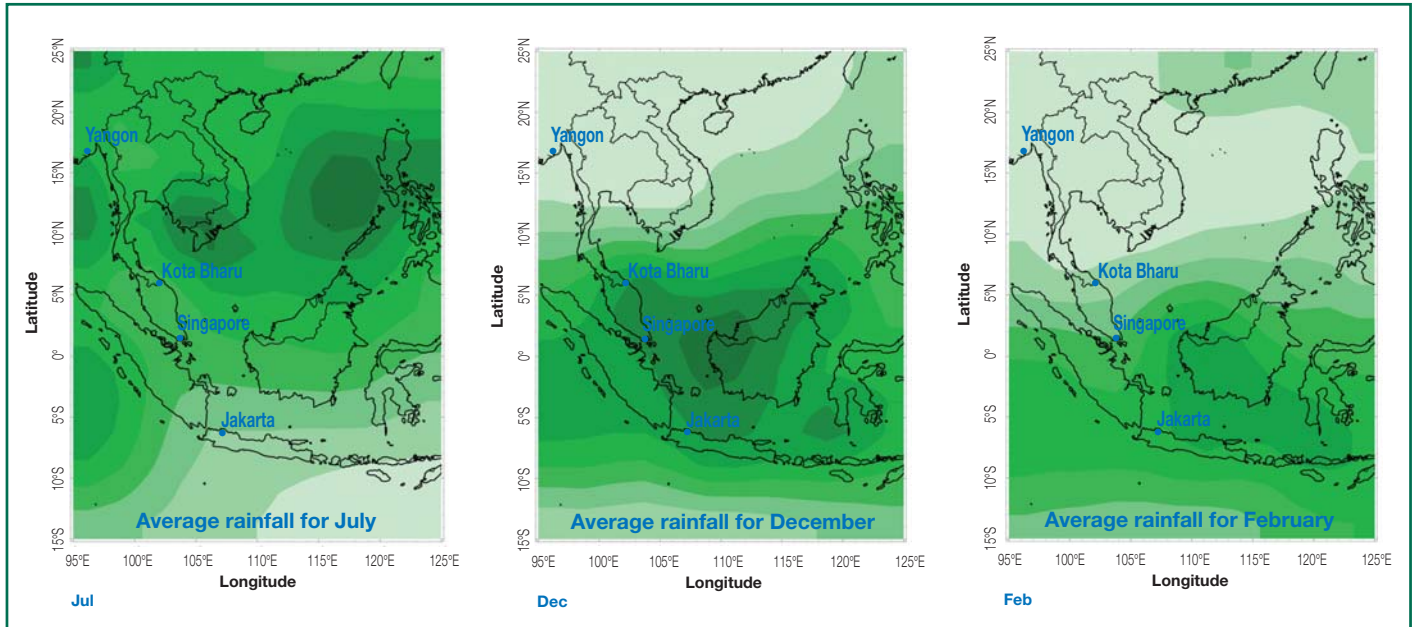 25°N
20°N
15°N
10°N
5°N
0°
5°S
10°S
15°S
Latitude
Yangon
Kota Bharu
Singapore
Jakarta
Average rainfall for July
95°E 100°E 105°E 110°E 115°E 120°E 125°E
Longitude
Jul
25°N
20°N
15°N
10°N
5°N
0°
5°S
10°S
15°S
Latitude
Yangon
Kota Bharu
Singapore
Jakarta
Average rainfall for December
95°E 100°E 105°E 110°E 115°E 120°E 125°E
Longitude
Dec
25°N
20°N
15°N
10°N
5°N
0°
5°S
10°S
15°S
Latitude
Yangon
Kota Bharu
Singapore
Jakarta
Average rainfall for February
95°E 100°E 105°E 110°E 115°E 120°E 125°E
Longitude
Feb